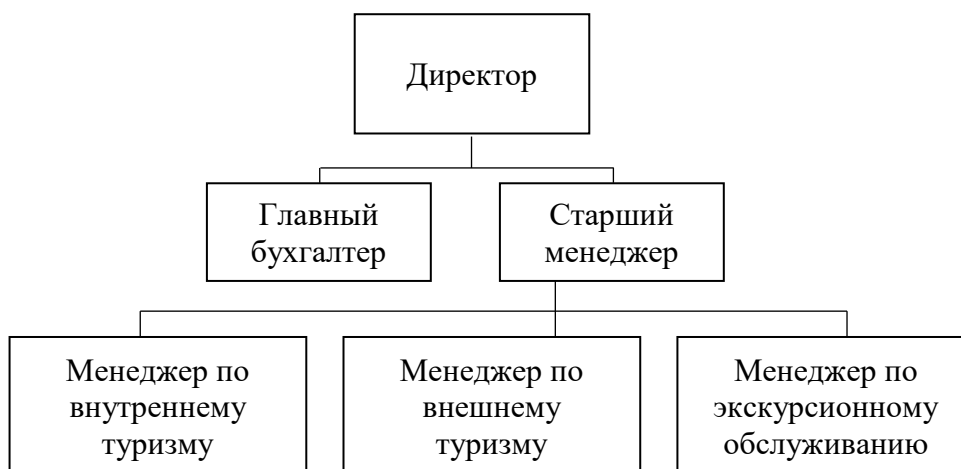 Директор
Главный
бухгалтер
Старший
менеджер
Менеджер по
внутреннему
туризму
Менеджер по
внешнему
туризму
Менеджер по
экскурсионному
обслуживанию